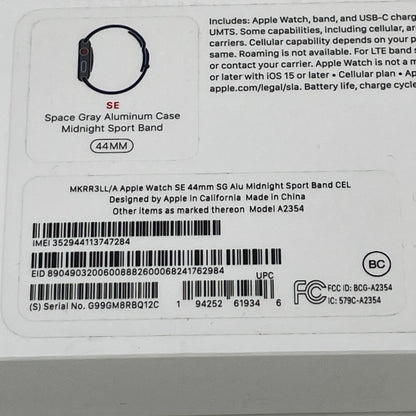 Includes: Apple Watch, band, and USB-C
UMTS. Some capabilities, including cellular,
carriers. Cellular capability depends on your
same. Roaming is not available. For LTE band
or contact your carrier. Apple Watch is not a
or later with iOS 15 or later • Cellular plan •
apple.com/legal/sla. Battery life, charge
SE
Space Gray Aluminum Case
Midnight Sport Band
44MM
MKRR3LL/A Apple Watch SE 44mm SG Alu Midnight Sport Band CEL
Designed by Apple in California Made in China
Other items as marked thereon Model A2354
IMEI 352944113747284
EID 89049032006008882600068241762984
UPC
(S) Serial No. G99GM8RBQ12C
1 94252 61934 6
BC
FC FCC ID: BCG-A2354
IC: 579C-A2354